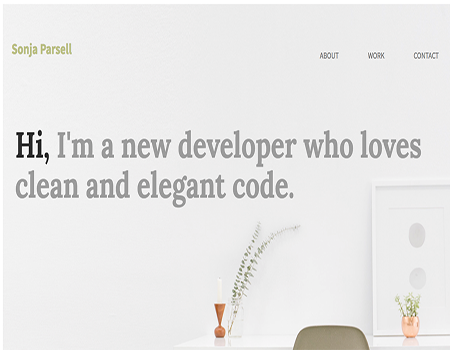 Sonja Parsell
ABOUT WORK CONTACT
Hi, I'm a new developer who loves
clean and elegant code.